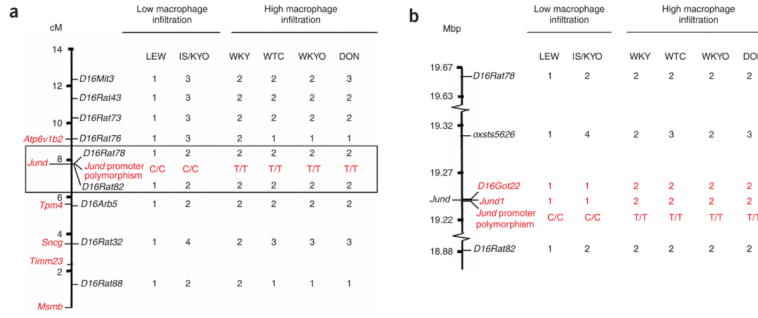 a
Low macrophage infiltration
High macrophage infiltration
cM
LEW IS/KYO WKY WTC WKYO DON
14
D16Mit3 1 3 2 2 2 3
12
D16Rat43 1 3 2 2 2 2
D16Rat73 1 3 2 2 2 2
10
Atp6v1b2 D16Rat76 1 3 2 1 1 1
D16Rat78 1 2 2 2 2 2
8
Jund Jund promoter polymorphism C/C C/C T/T T/T T/T T/T
D16Rat82 1 2 2 2 2 2
6
Tpm4 D16Arb5 1 2 2 2 2 2
4
Sncg D16Rat32 1 4 2 3 3 3
Timm23
2
D16Rat88 1 2 2 1 1 1
Msmb
b
Low macrophage infiltration
High macrophage infiltration
Mbp
LEW IS/KYO WKY WTC WKYO DON
19.67
D16Rat78 1 2 2 2 2 2
19.63
19.32
oxsts5626 1 4 2 3 2 3
19.27
D16Got22 1 1 2 2 2 2
Jund Jund1 1 1 2 2 2 2
19.22
Jund promoter polymorphism C/C C/C T/T T/T T/T T/T
18.88
D16Rat82 1 2 2 2 2 2